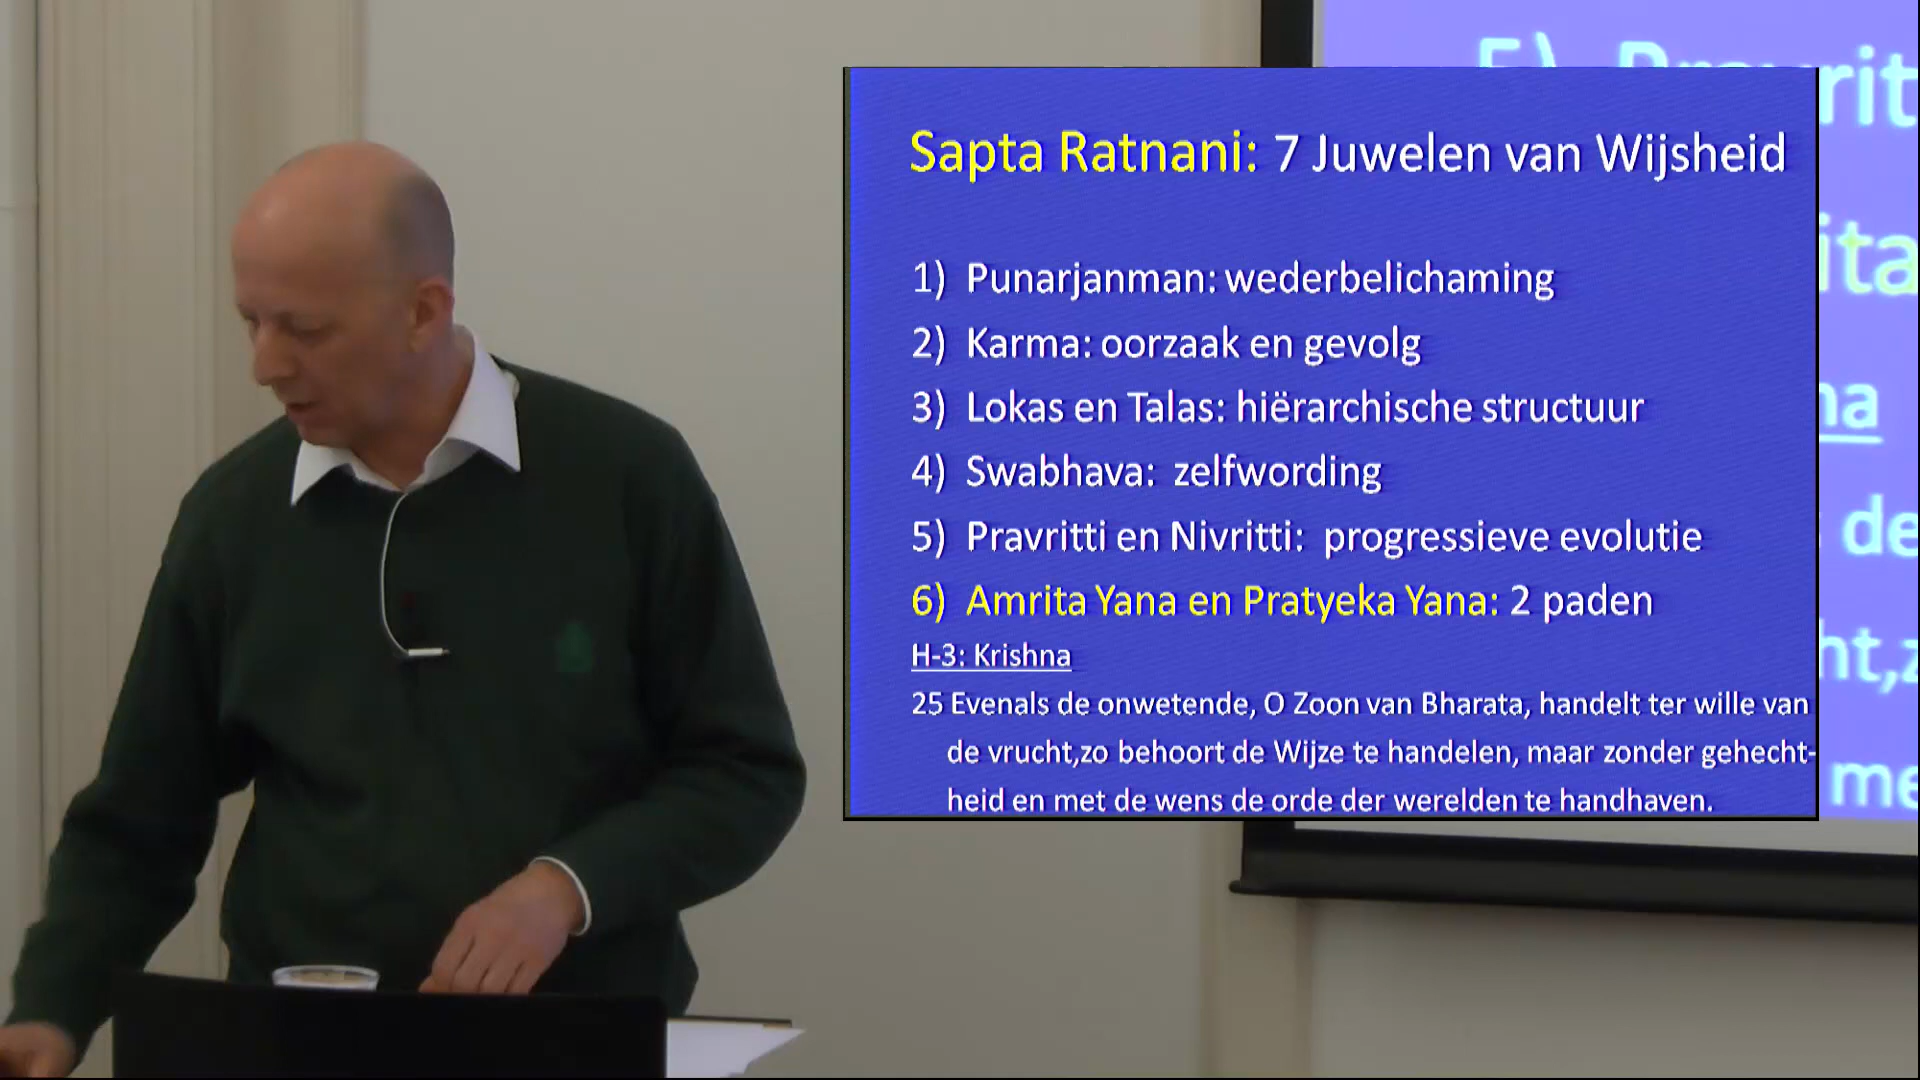 Sapta Ratnani: 7 Juwelen van Wijsheid
1) Punarjanman: wederbelichaming
2) Karma: oorzaak en gevolg
3) Lokas en Talas: hiërarchische structuur
4) Swabhava: zelfwording
5) Pravritti en Nivritti: progressieve evolutie
6) Amrita Yana en Pratyeka Yana: 2 paden
H-3: Krishna
25 Evenals de onwetende, O Zoon van Bharata, handelt ter wille van
de vrucht,zo behoort de Wijze te handelen, maar zonder gehecht-
heid en met de wens de orde der werelden te handhaven.
de
me